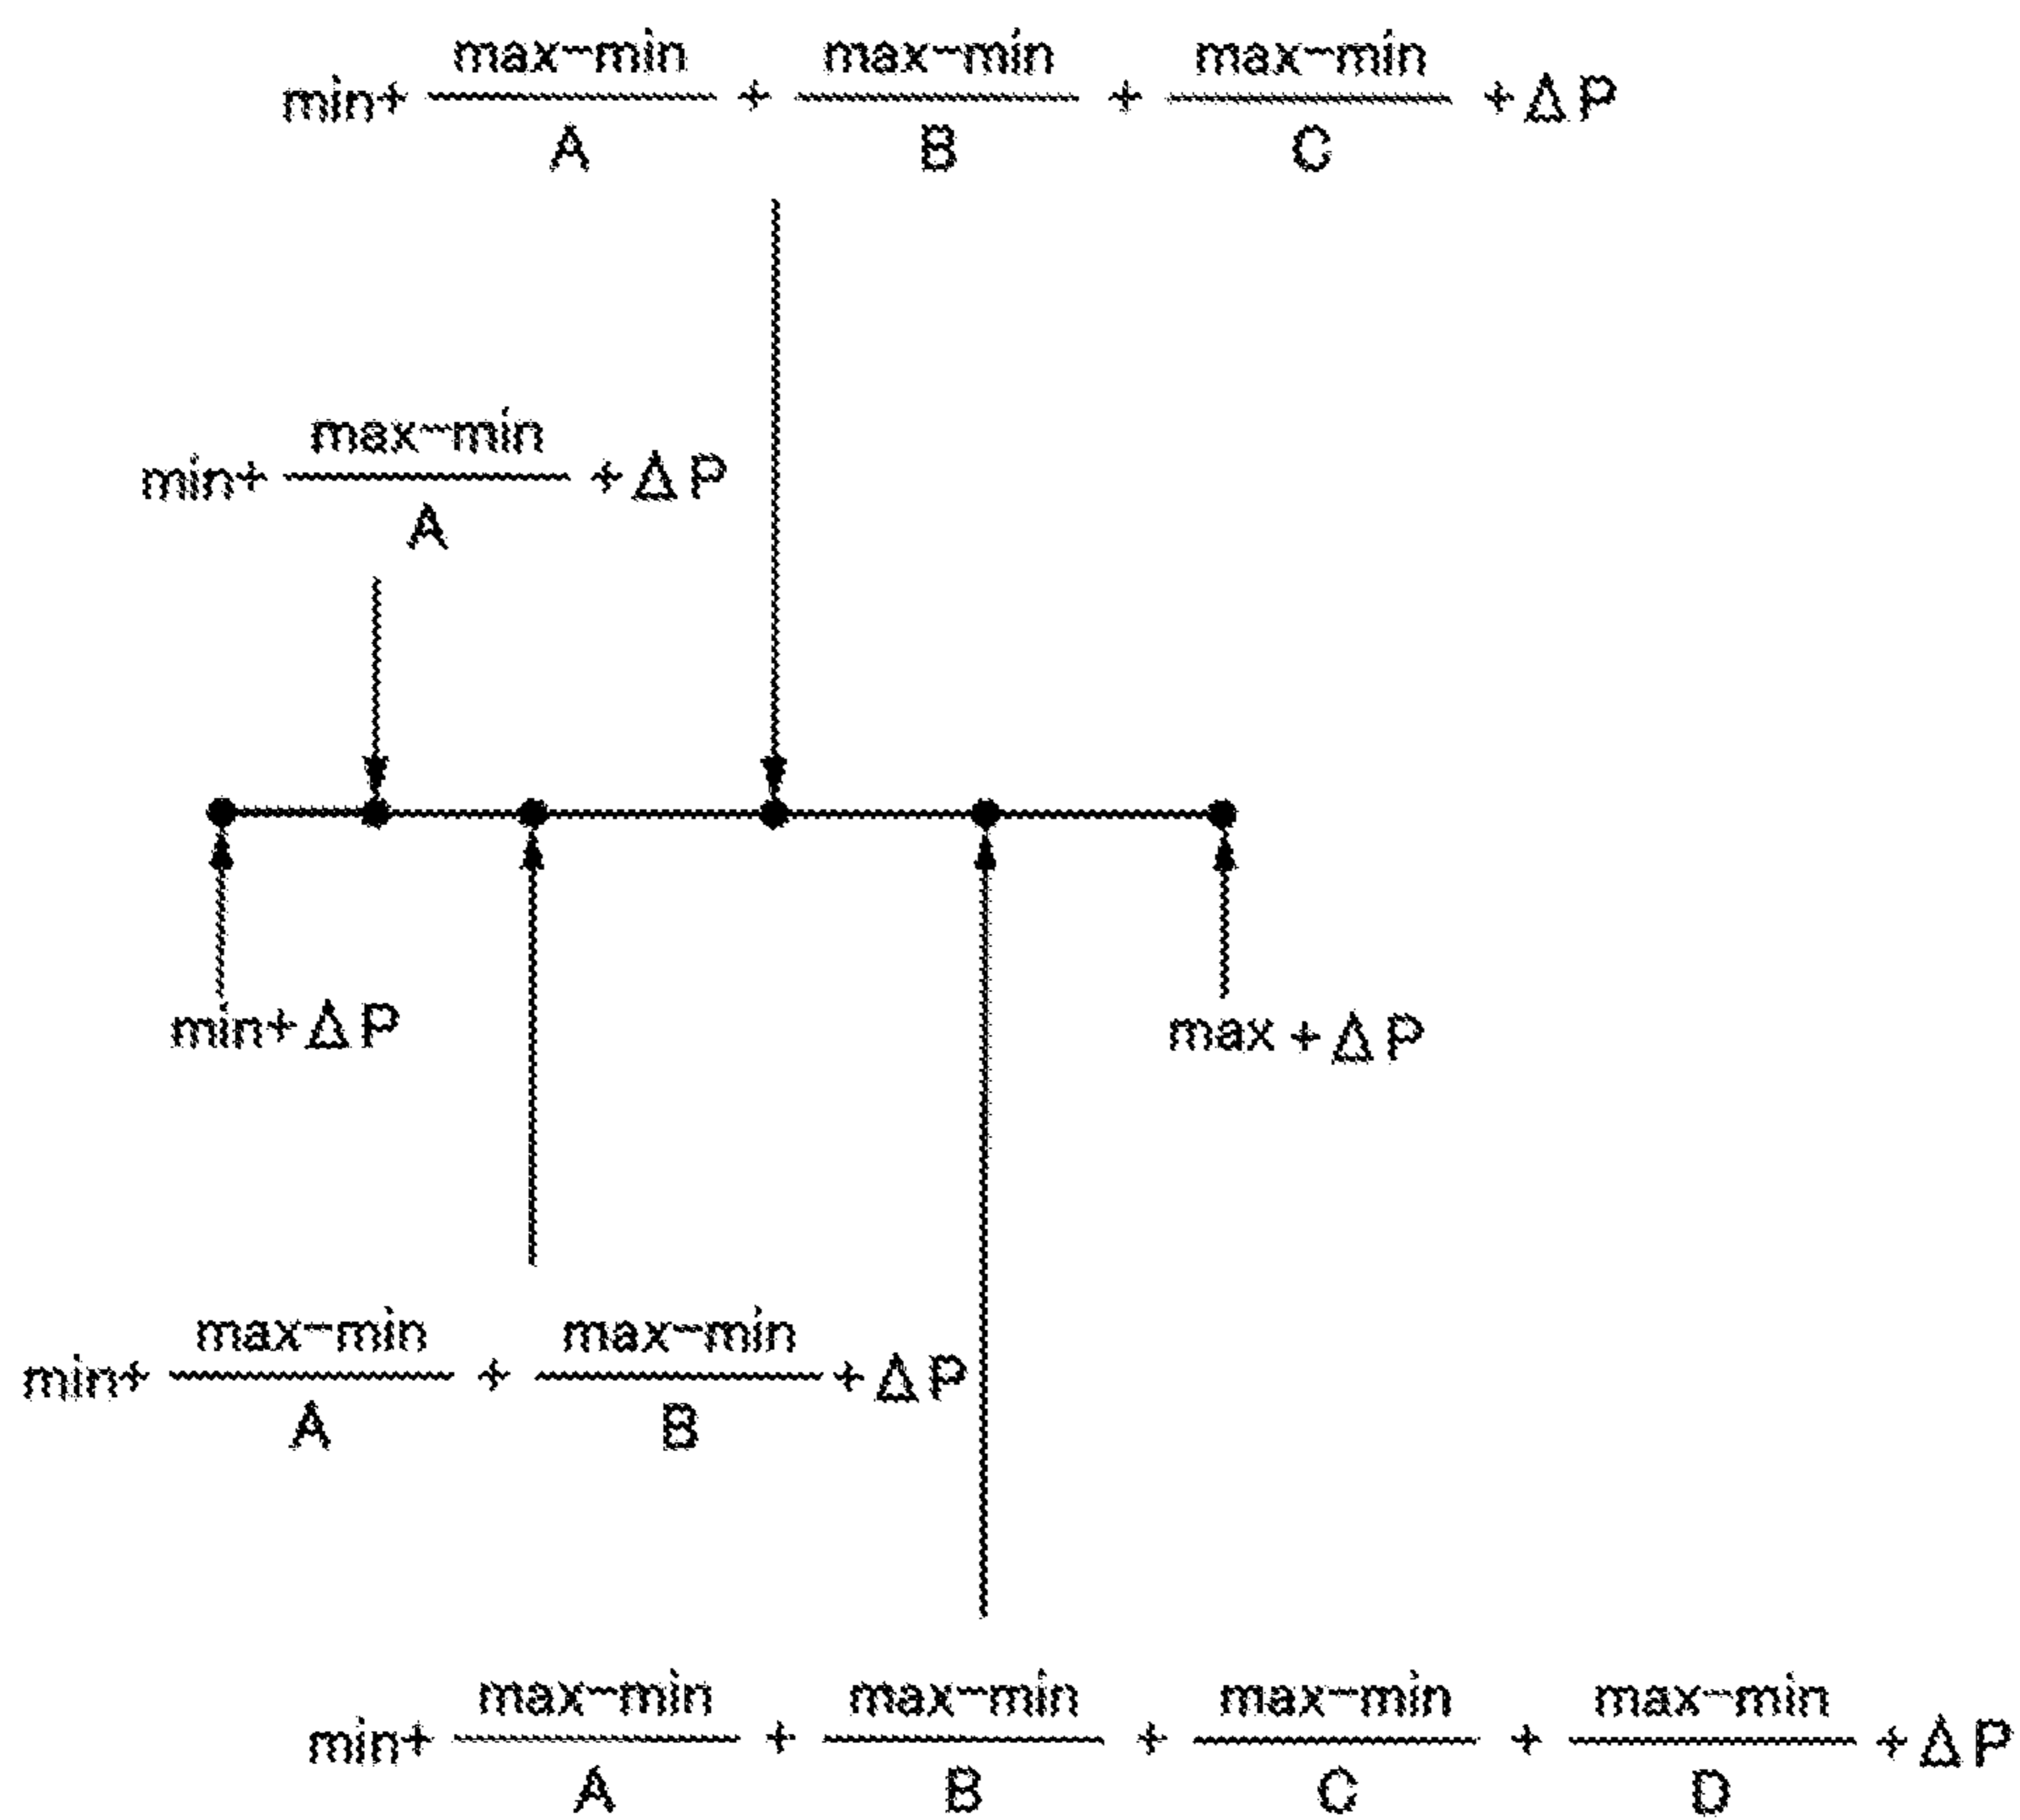 min+ max-min/A + max-min/B + max-min/C +ΔP
min+ max-min/A +ΔP
min+ΔP
max+ΔP
min+ max-min/A + max-min/B +ΔP
min+ max-min/A + max-min/B + max-min/C + max-min/D +ΔP